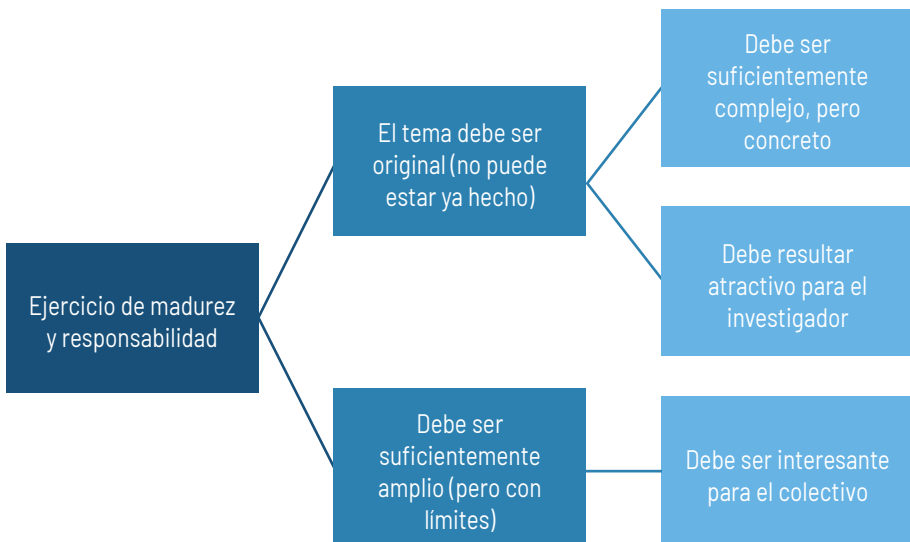 Ejercicio de madurez
y responsabilidad
El tema debe ser
original (no puede
estar ya hecho)
Debe ser
suficientemente
complejo, pero
concreto
Debe resultar
atractivo para el
investigador
Debe ser
suficientemente
amplio (pero con
límites)
Debe ser interesante
para el colectivo